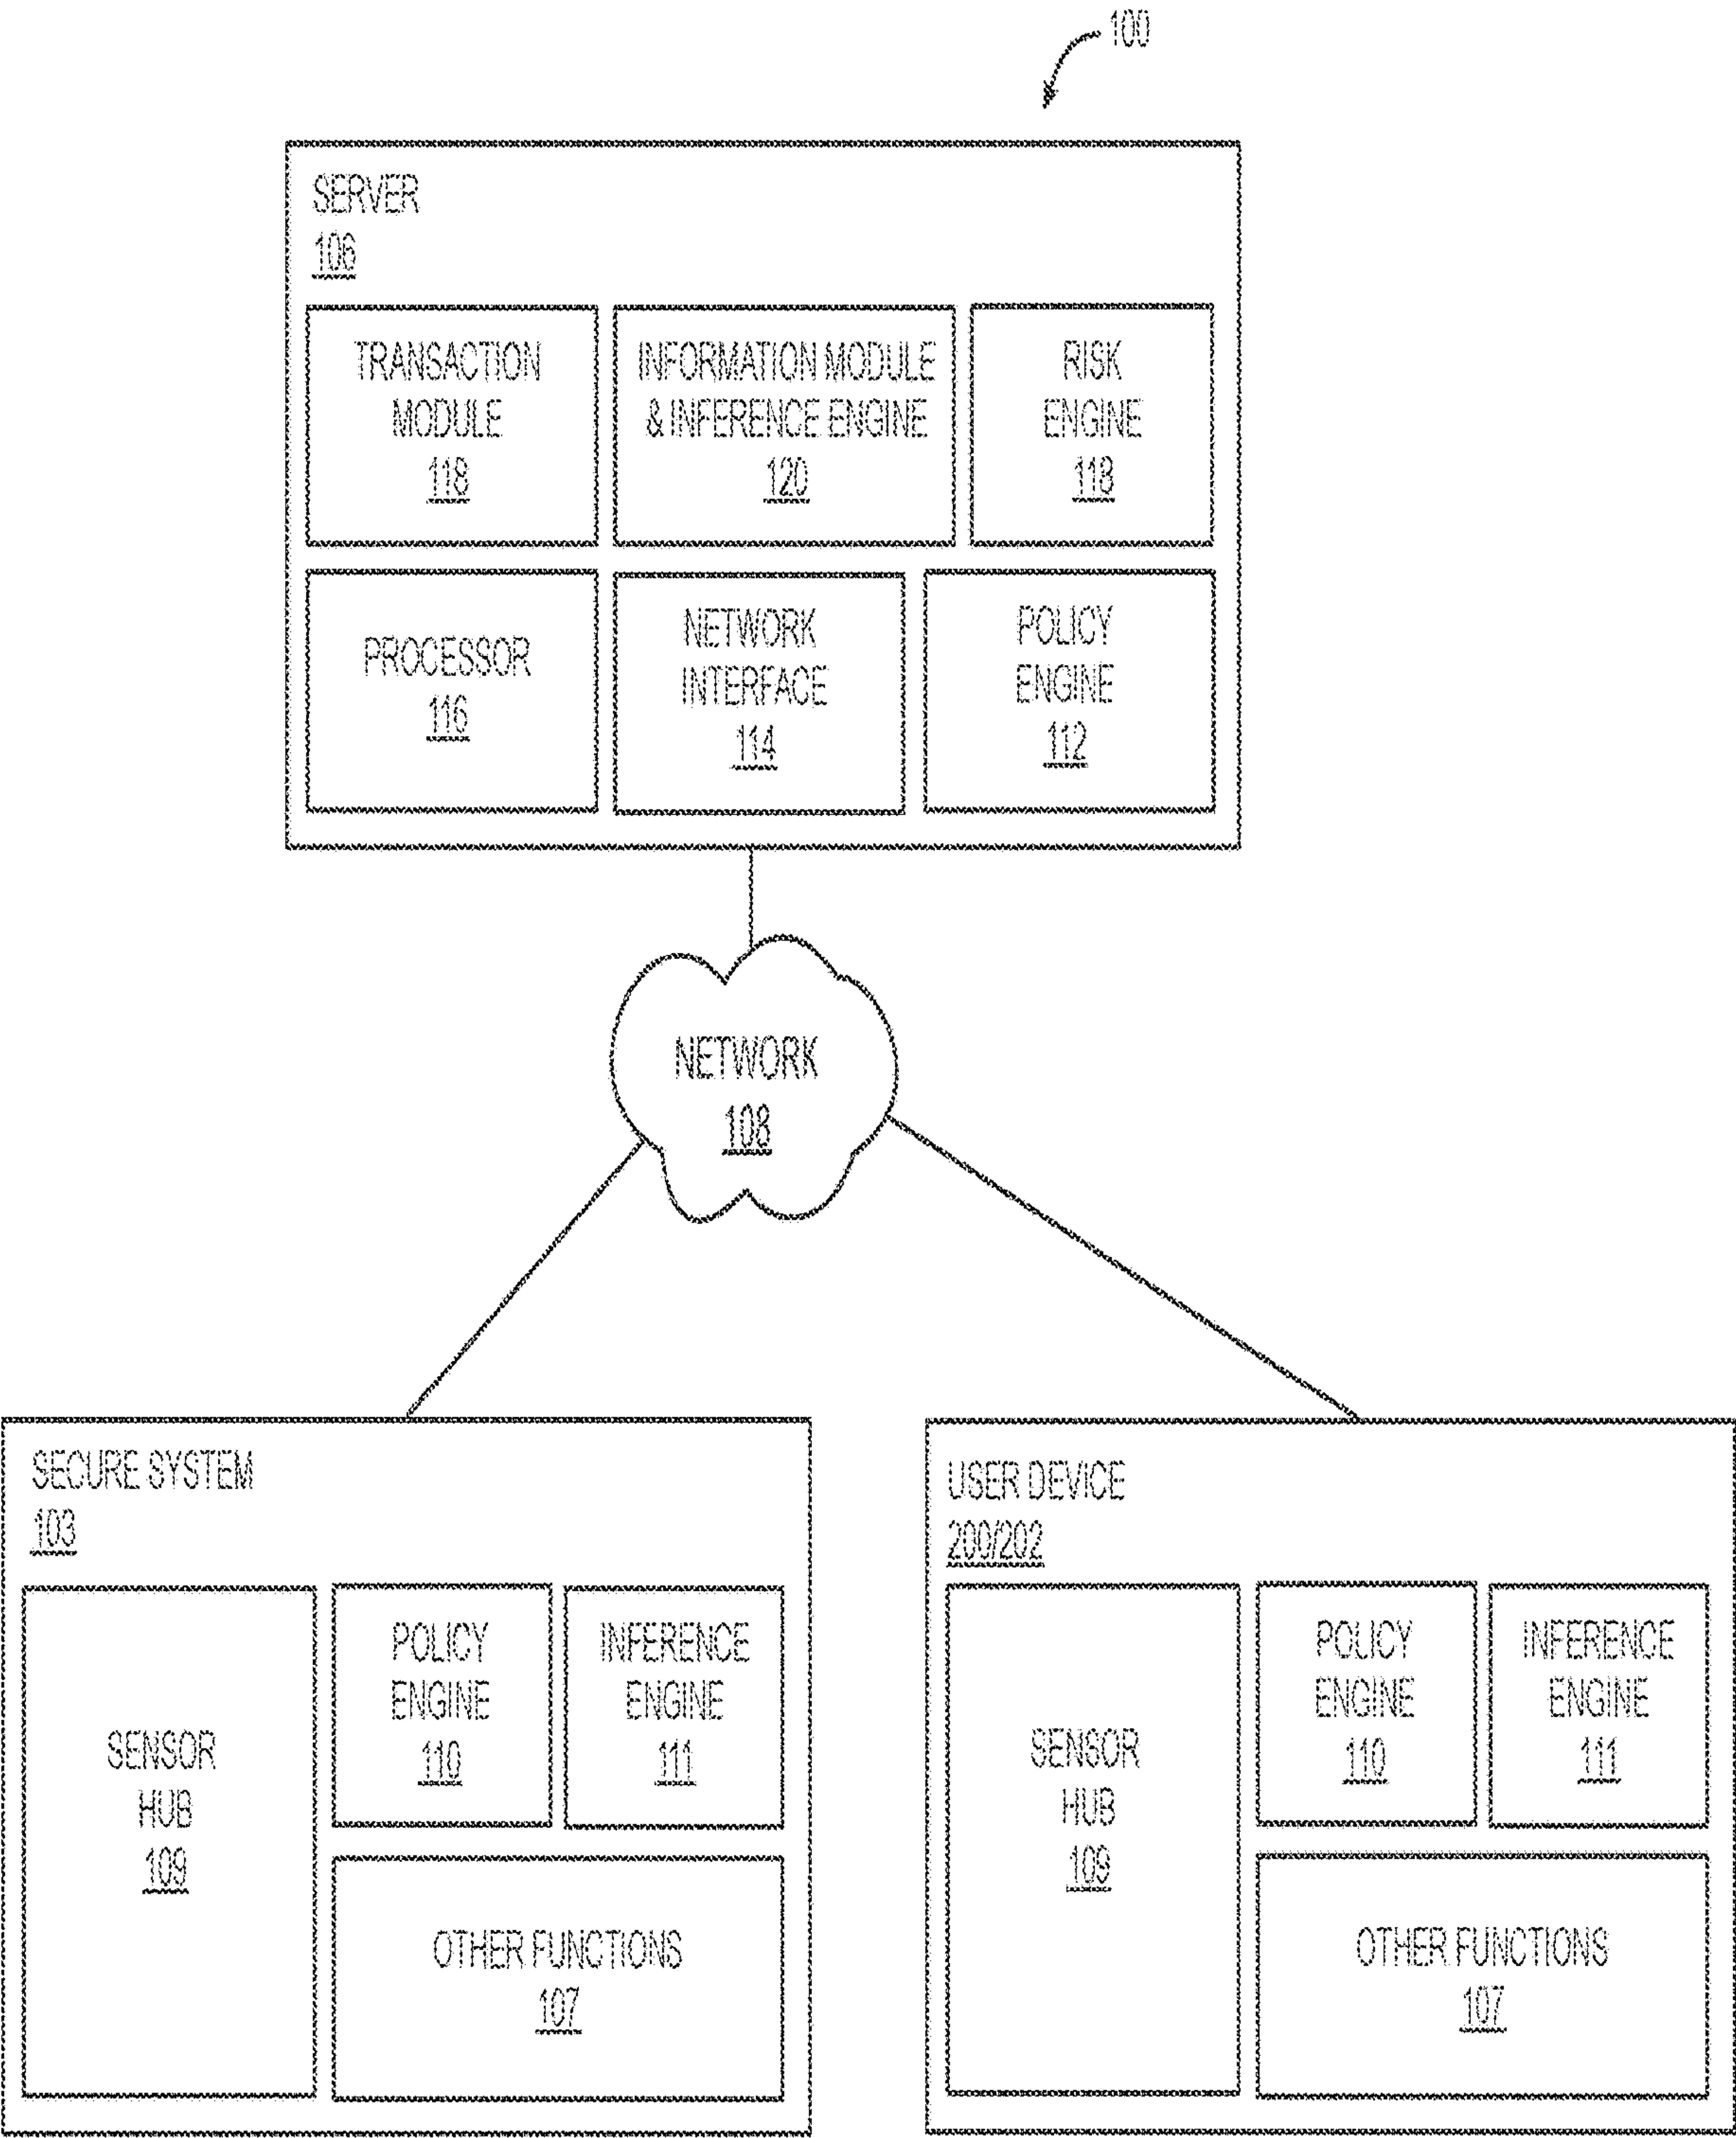 100
SERVER
106
TRANSACTION
MODULE
118
INFORMATION MODULE
& INFERENCE ENGINE
120
RISK
ENGINE
118
PROCESSOR
116
NETWORK
INTERFACE
114
POLICY
ENGINE
112
NETWORK
108
SECURE SYSTEM
103
SENSOR
HUB
109
POLICY
ENGINE
110
INFERENCE
ENGINE
111
OTHER FUNCTIONS
107
USER DEVICE
200/202
SENSOR
HUB
109
POLICY
ENGINE
110
INFERENCE
ENGINE
111
OTHER FUNCTIONS
107